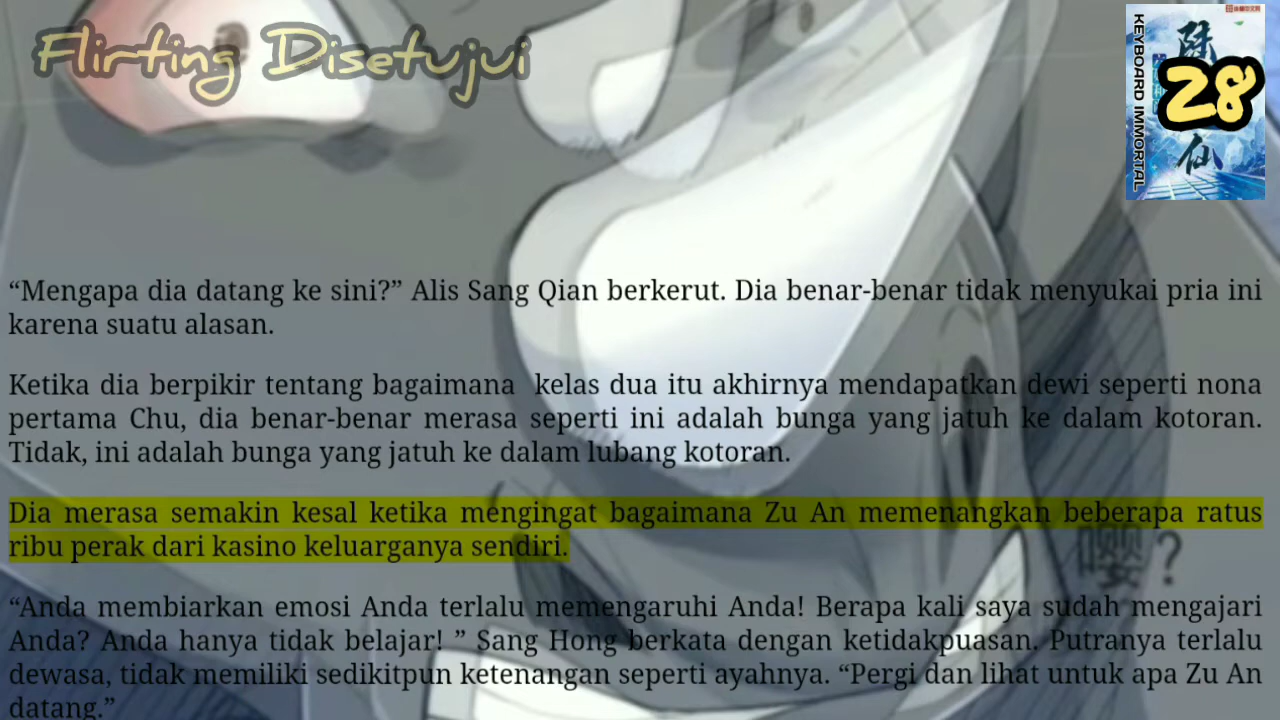 Flirting Disetujui
KEYBOARD IMMORTAL
陆
28
仙
“Mengapa dia datang ke sini?” Alis Sang Qian berkerut. Dia benar-benar tidak menyukai pria ini
karena suatu alasan.
Ketika dia berpikir tentang bagaimana kelas dua itu akhirnya mendapatkan dewi seperti nona
pertama Chu, dia benar-benar merasa seperti ini adalah bunga yang jatuh ke dalam kotoran.
Tidak, ini adalah bunga yang jatuh ke dalam lubang kotoran.
Dia merasa semakin kesal ketika mengingat bagaimana Zu An memenangkan beberapa ratus
ribu perak dari kasino keluarganya sendiri.
嘤?
“Anda membiarkan emosi Anda terlalu memengaruhi Anda! Berapa kali saya sudah mengajari
Anda? Anda hanya tidak belajar! ” Sang Hong berkata dengan ketidakpuasan. Putranya terlalu
dewasa, tidak memiliki sedikitpun ketenangan seperti ayahnya. “Pergi dan lihat untuk apa Zu An
datang.”